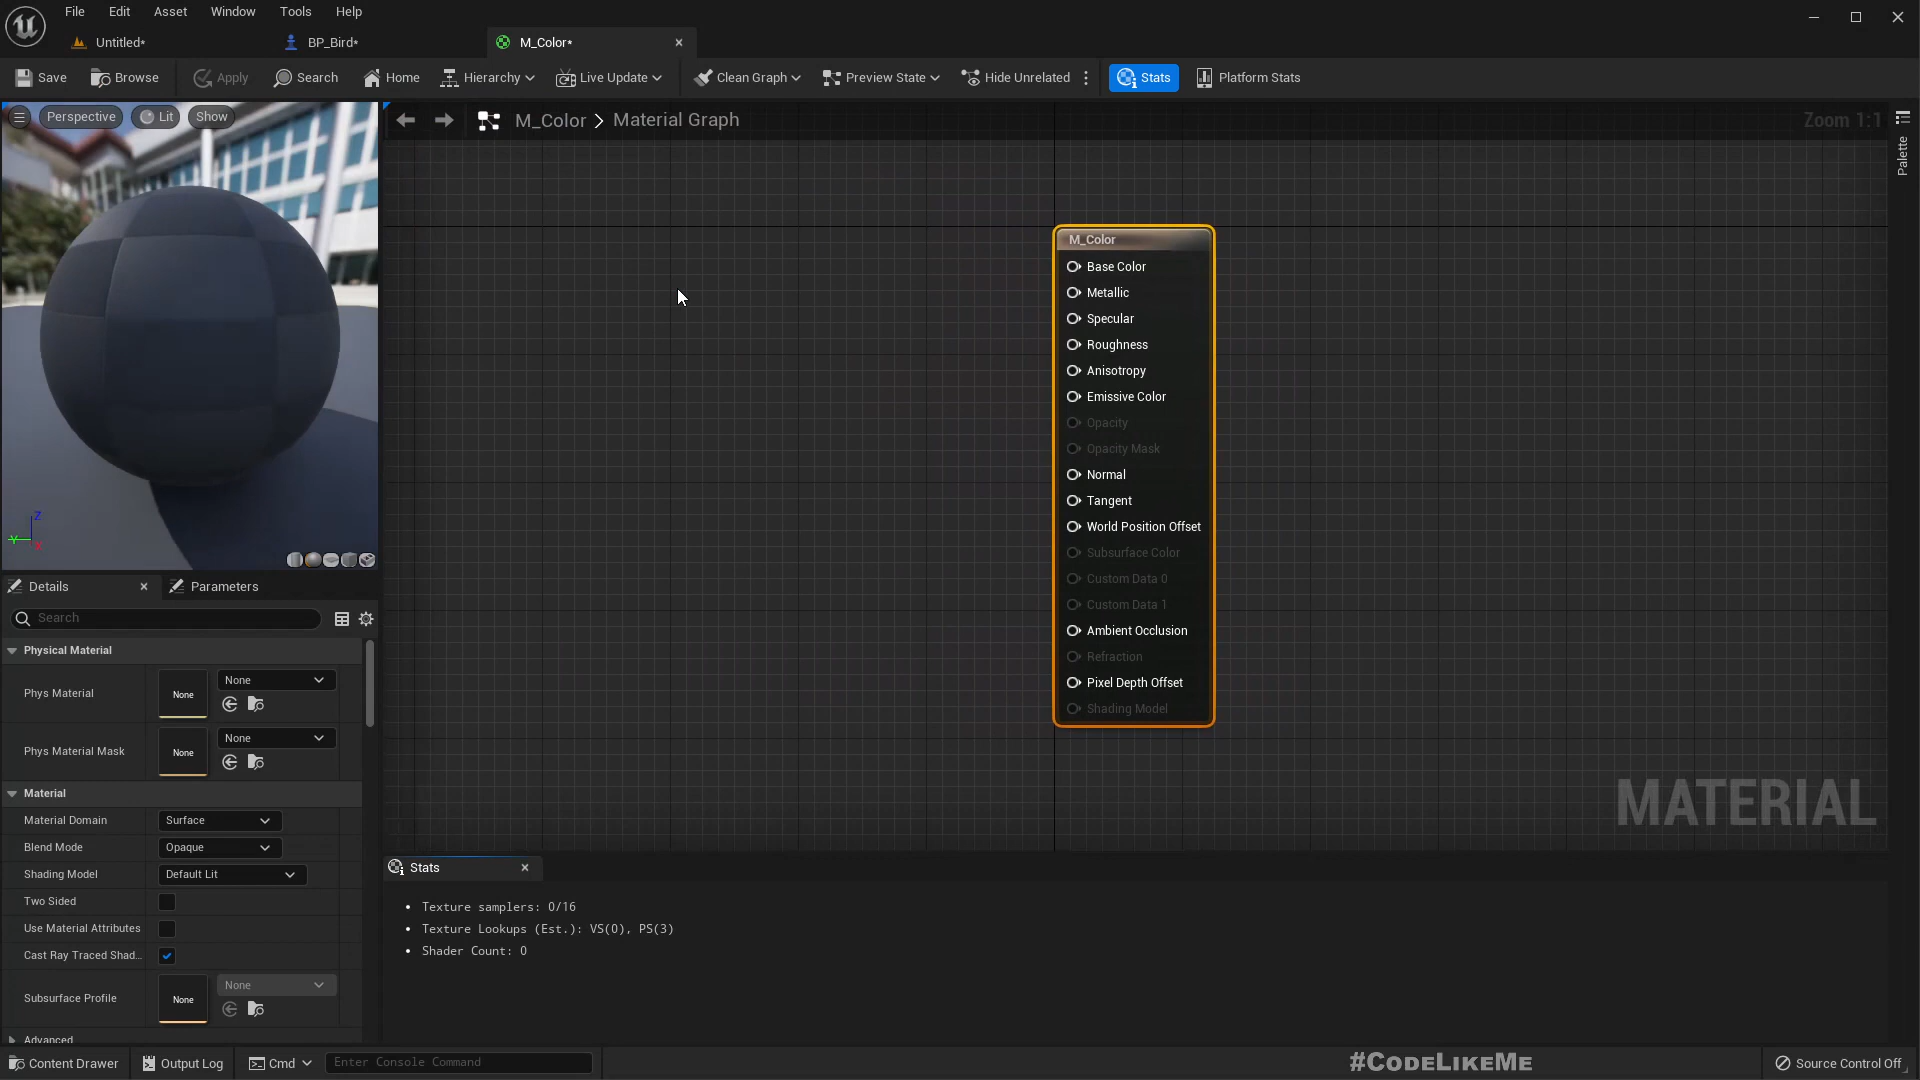 File Edit Asset Window Tools Help
Untitled* BP_Bird* M_Color*
Save Browse Apply Search Home Hierarchy Live Update Clean Graph Preview State Hide Unrelated Stats Platform Stats
Perspective Lit Show
M_Color > Material Graph
Zoom 1:1
Palette
M_Color
Base Color
Metallic
Specular
Roughness
Anisotropy
Emissive Color
Opacity
Opacity Mask
Normal
Tangent
World Position Offset
Subsurface Color
Custom Data 0
Custom Data 1
Ambient Occlusion
Refraction
Pixel Depth Offset
Shading Model
MATERIAL
Z
Y
X
Details Parameters
Search
Physical Material
Phys Material None None
Phys Material Mask None None
Material
Material Domain Surface
Blend Mode Opaque
Shading Model Default Lit
Two Sided
Use Material Attributes
Cast Ray Traced Shad...
Subsurface Profile None None
Advanced
Stats
Texture samplers: 0/16
Texture Lookups (Est.): VS(0), PS(3)
Shader Count: 0
Content Drawer Output Log Cmd Enter Console Command #CodeLikeMe Source Control Off